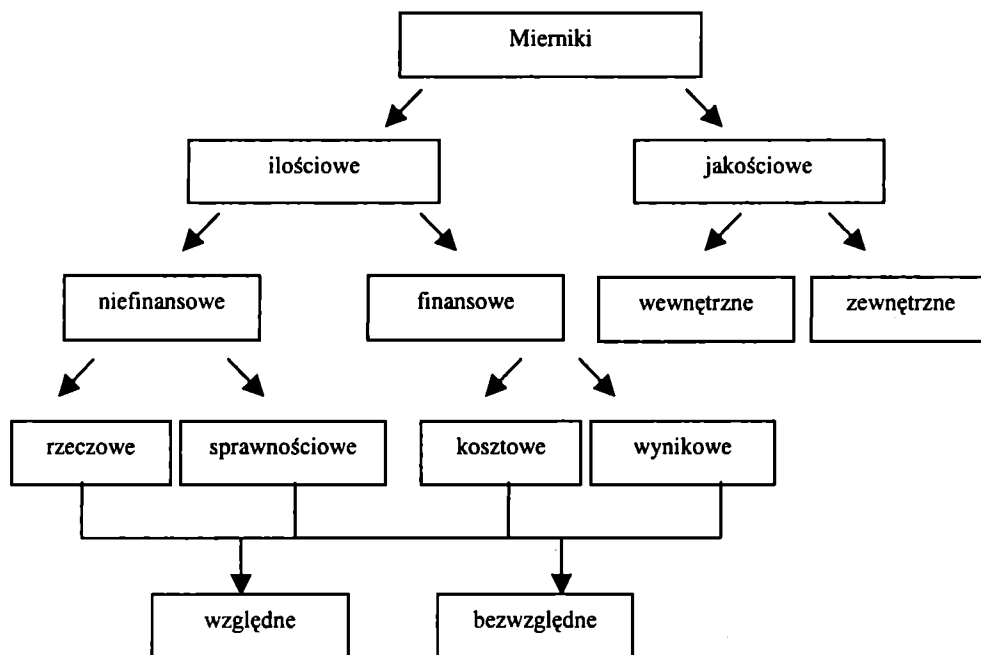 Mierniki
ilościowe
jakościowe
niefinansowe
finansowe
wewnętrzne
zewnętrzne
rzeczowe
sprawnościowe
kosztowe
wynikowe
względne
bezwzględne